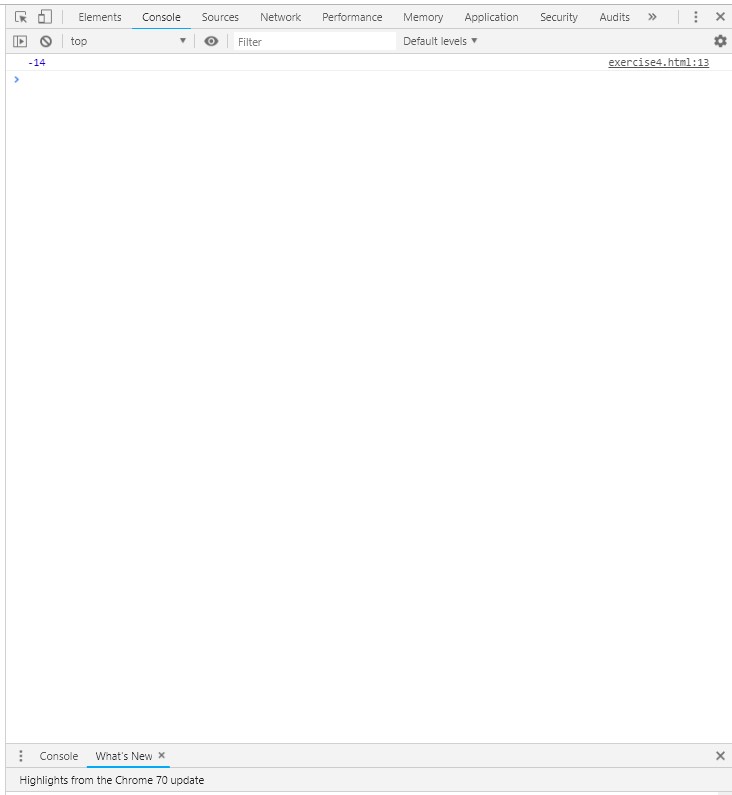 Elements Console Sources Network Performance Memory Application Security Audits »
top Filter Default levels
-14 exercise4.html:13
Console What's New
Highlights from the Chrome 70 update